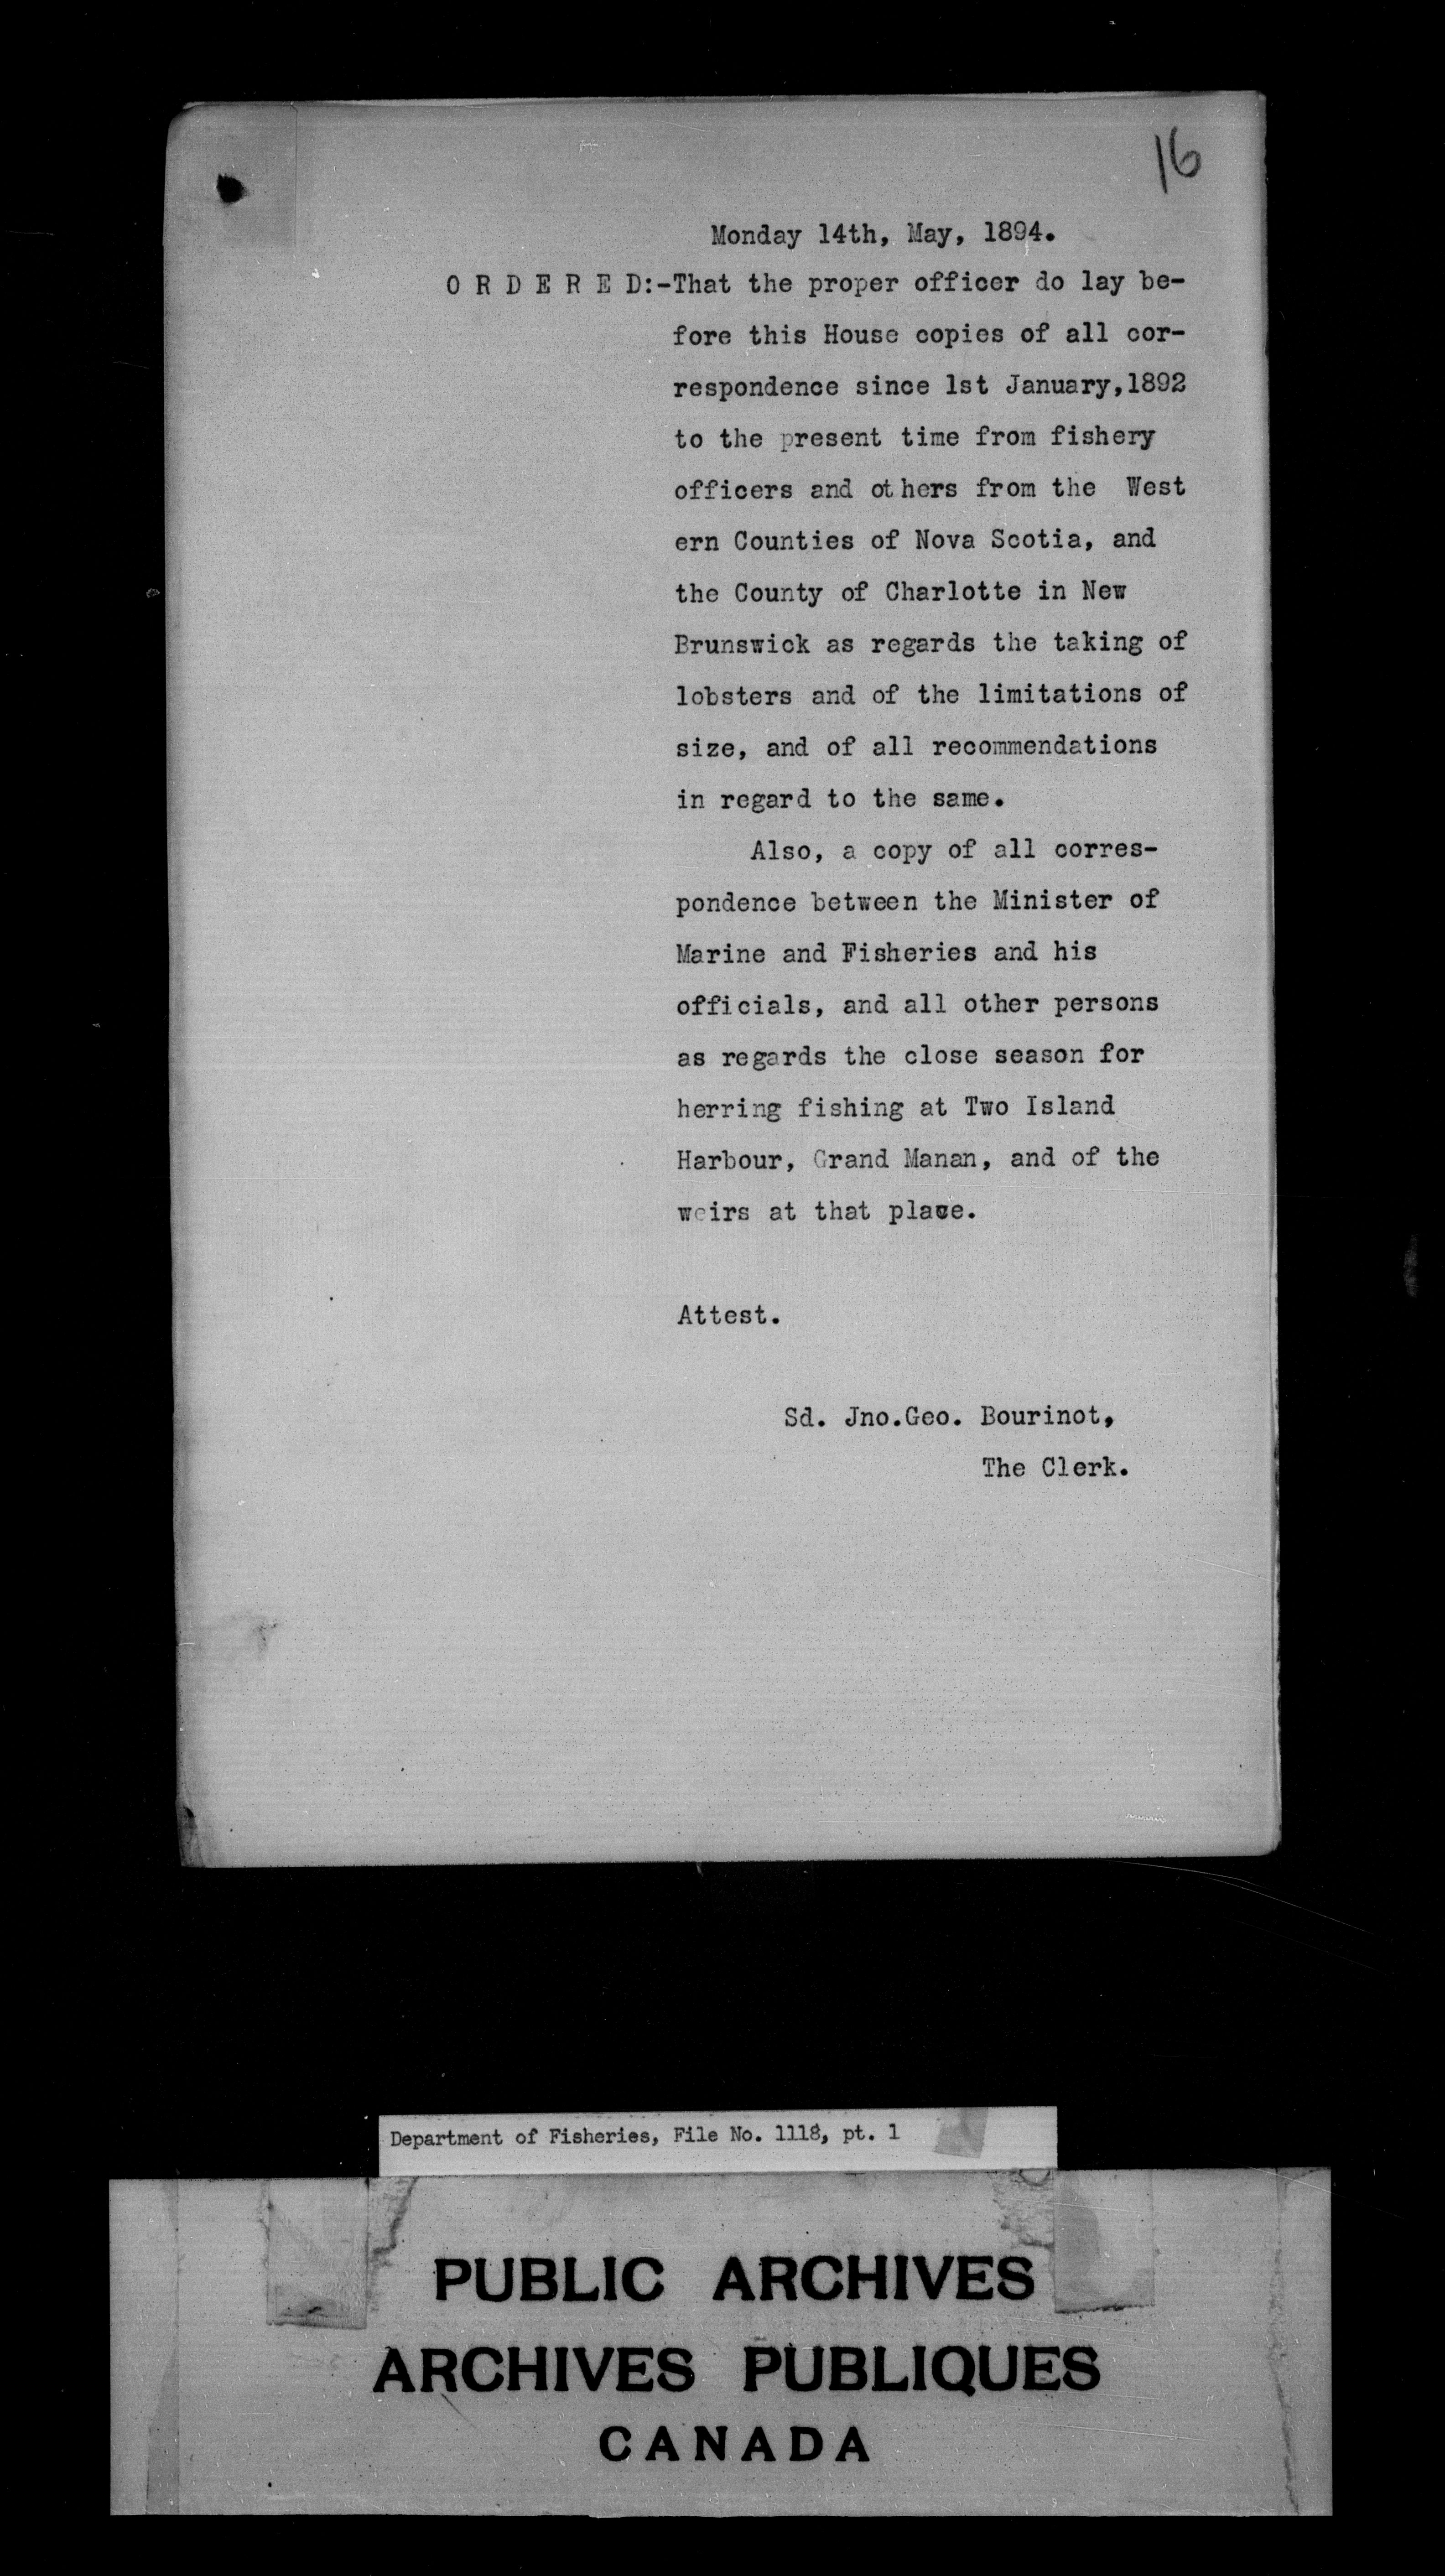 16
Monday 14th, May, 1894.
O R D E R E D:-That the proper officer do lay be-
fore this House copies of all cor-
respondence since 1st January,1892
to the present time from fishery
officers and others from the West
ern Counties of Nova Scotia, and
the County of Charlotte in New
Brunswick as regards the taking of
lobsters and of the limitations of
size, and of all recommendations
in regard to the same.
Also, a copy of all corres-
pondence between the Minister of
Marine and Fisheries and his
officials, and all other persons
as regards the close season for
herring fishing at Two Island
Harbour, Grand Manan, and of the
weirs at that place.
Attest.
Sd. Jno.Geo. Bourinot,
The Clerk.
Department of Fisheries, File No. 1118, pt. 1
PUBLIC ARCHIVES
ARCHIVES PUBLIQUES
CANADA